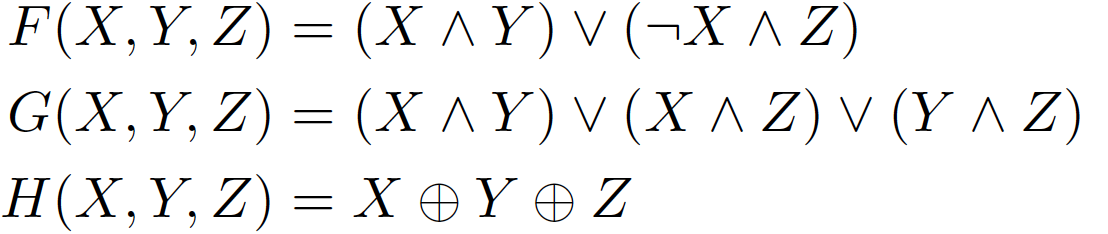 F(X, Y, Z) = (X ∧ Y) ∨ (¬X ∧ Z)
G(X, Y, Z) = (X ∧ Y) ∨ (X ∧ Z) ∨ (Y ∧ Z)
H(X, Y, Z) = X ⊕ Y ⊕ Z